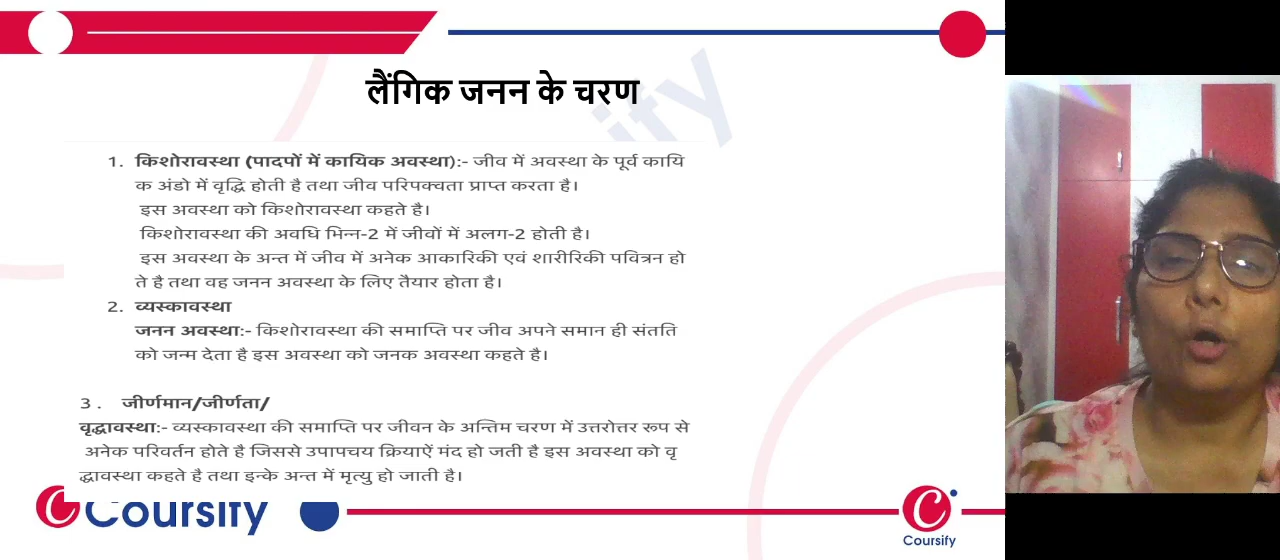 लैंगिक जनन के चरण
1. किशोरावस्था (पादपों में कायिक अवस्था):- जीव में अवस्था के पूर्व कायि
क अंडो में वृद्धि होती है तथा जीव परिपक्वता प्राप्त करता है।
इस अवस्था को किशोरावस्था कहते है।
किशोरावस्था की अवधि भिन्न-2 में जीवों में अलग-2 होती है।
इस अवस्था के अन्त में जीव में अनेक आकारिकी एवं शारीरिकी पवित्रन हो
ते है तथा वह जनन अवस्था के लिए तैयार होता है।
2. व्यस्कावस्था
जनन अवस्था:- किशोरावस्था की समाप्ति पर जीव अपने समान ही संतति
को जन्म देता है इस अवस्था को जनक अवस्था कहते है।
3 . जीर्णमान/जीर्णता/
वृद्धावस्था:- व्यस्कावस्था की समाप्ति पर जीवन के अन्तिम चरण में उत्तरोत्तर रूप से
अनेक परिवर्तन होते है जिससे उपापचय क्रियाऐं मंद हो जती है इस अवस्था को वृ
द्धावस्था कहते है तथा इन्के अन्त में मृत्यु हो जाती है।
Coursify
Coursify